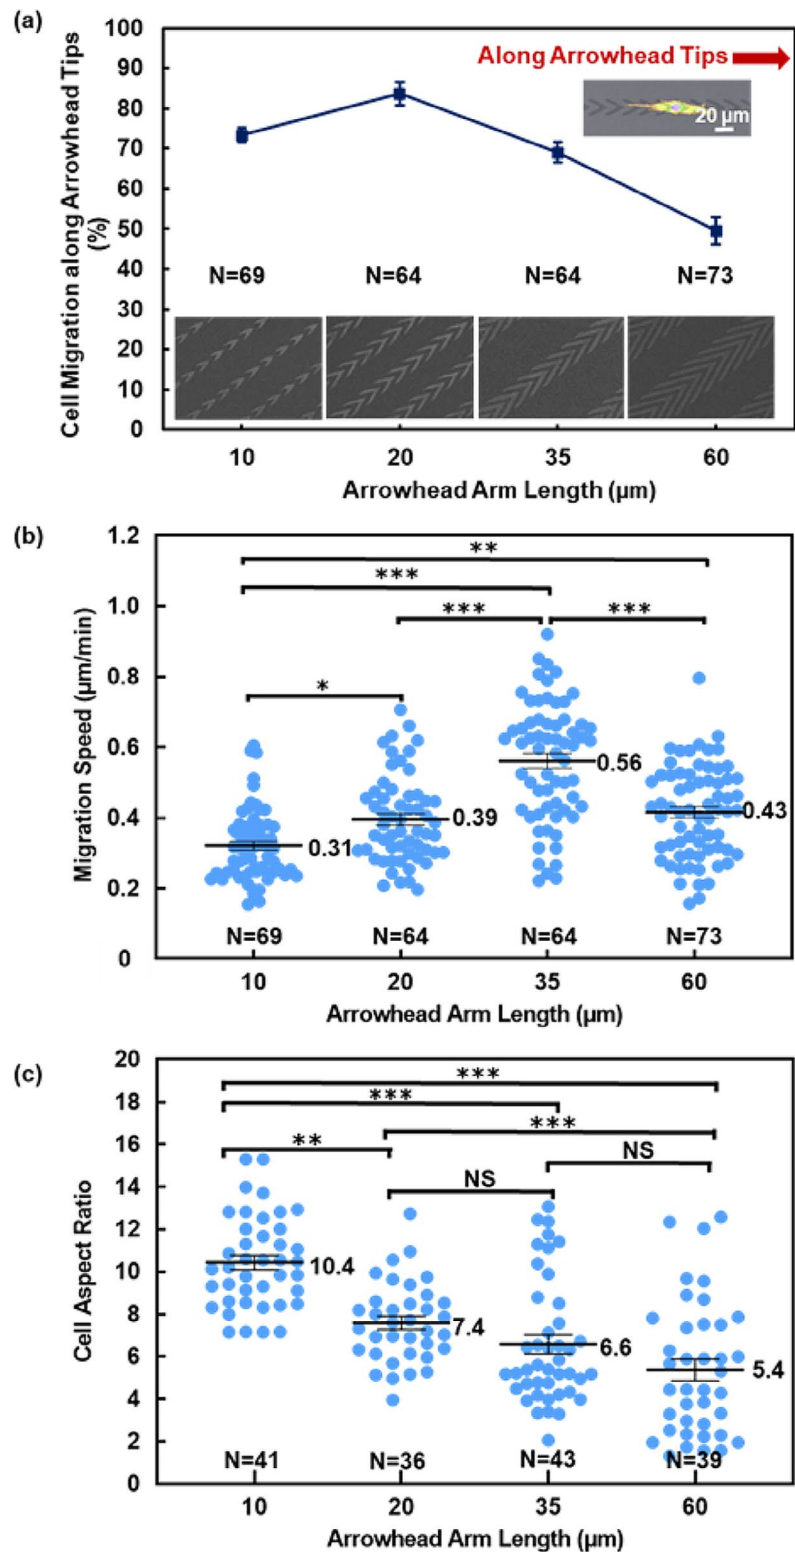 (a)
Cell Migration along Arrowhead Tips
(%)
100
90
80
70
60
50
40
30
20
10
0
Along Arrowhead Tips
20 µm
N=69 N=64 N=64 N=73
10 20 35 60
Arrowhead Arm Length (µm)
(b)
Migration Speed (µm/min)
1.2
1.0
0.8
0.6
0.4
0.2
0
**
***
*** ***
*
0.31 0.39 0.56 0.43
N=69 N=64 N=64 N=73
10 20 35 60
Arrowhead Arm Length (µm)
(c)
Cell Aspect Ratio
20
18
16
14
12
10
8
6
4
2
0
***
***
***
** NS
NS
10.4 7.4 6.6 5.4
N=41 N=36 N=43 N=39
10 20 35 60
Arrowhead Arm Length (µm)